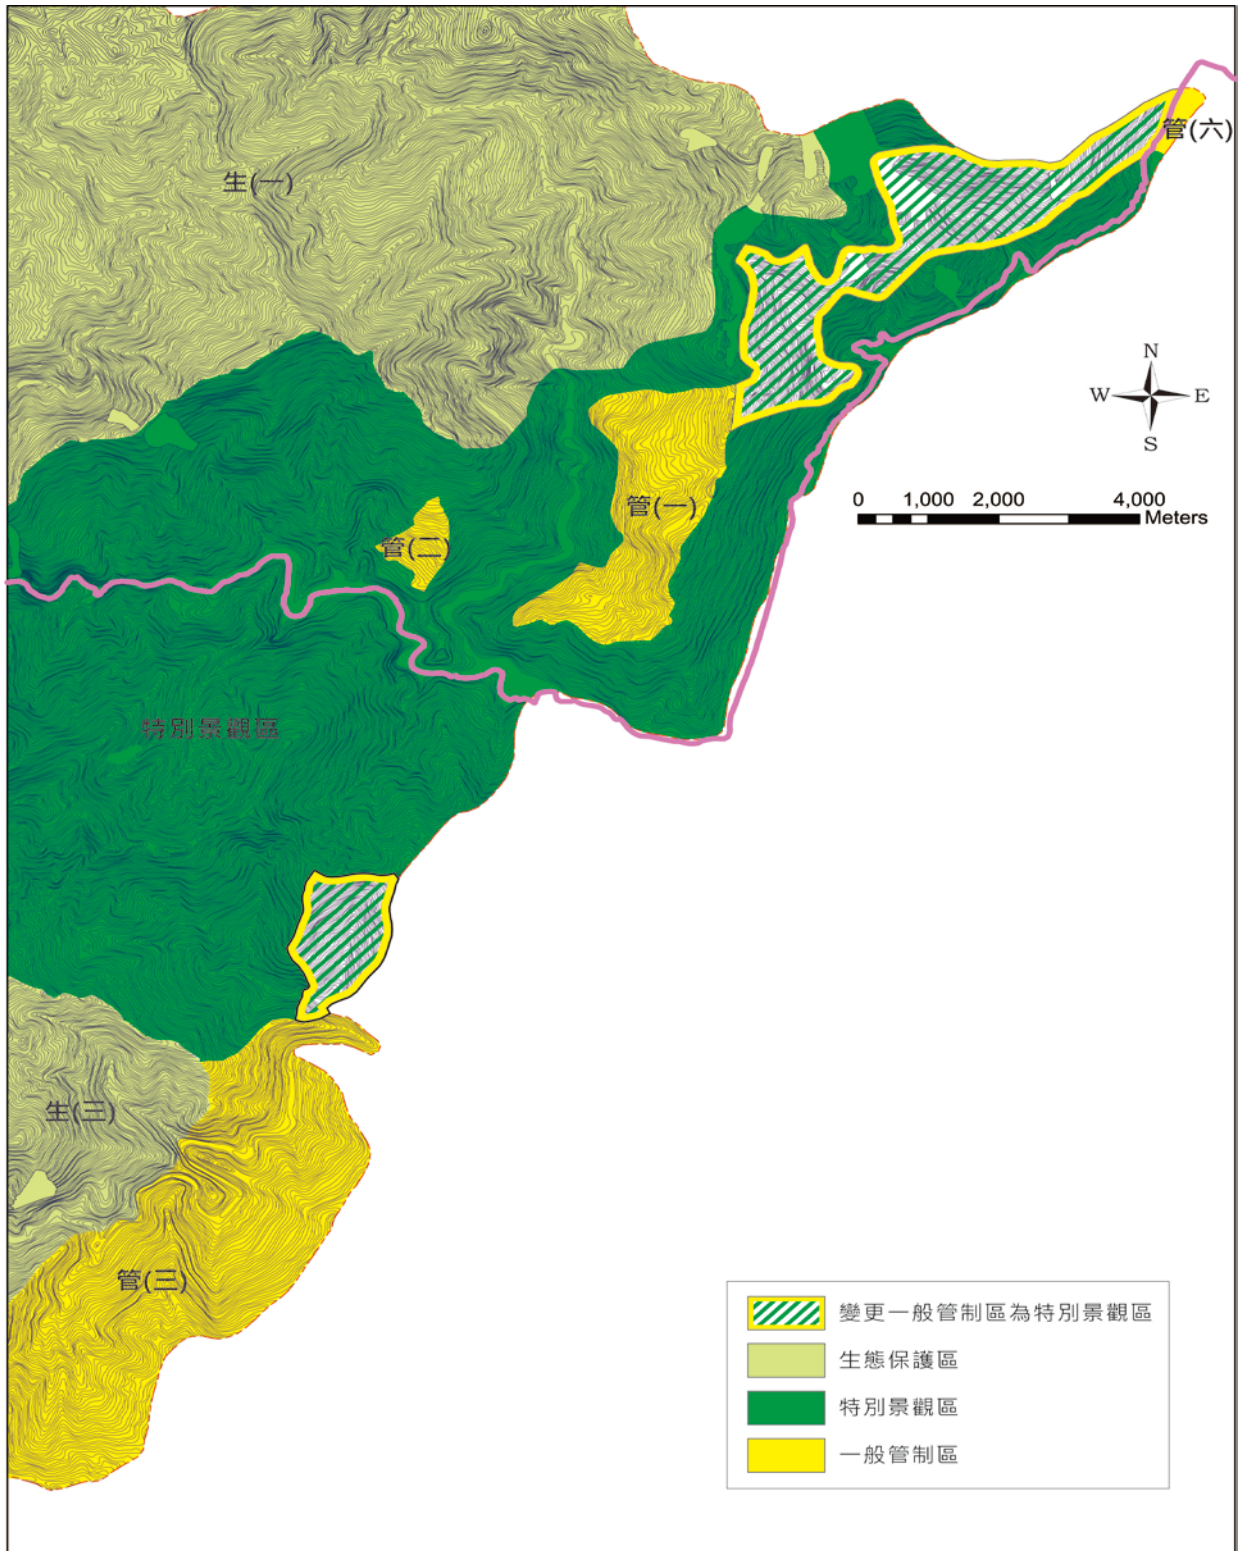 管(六)
生(一)
N
W E
S
0 1,000 2,000 4,000
Meters
管(一)
管(二)
特別景觀區
生(三)
管(三)
變更一般管制區為特別景觀區
生態保護區
特別景觀區
一般管制區